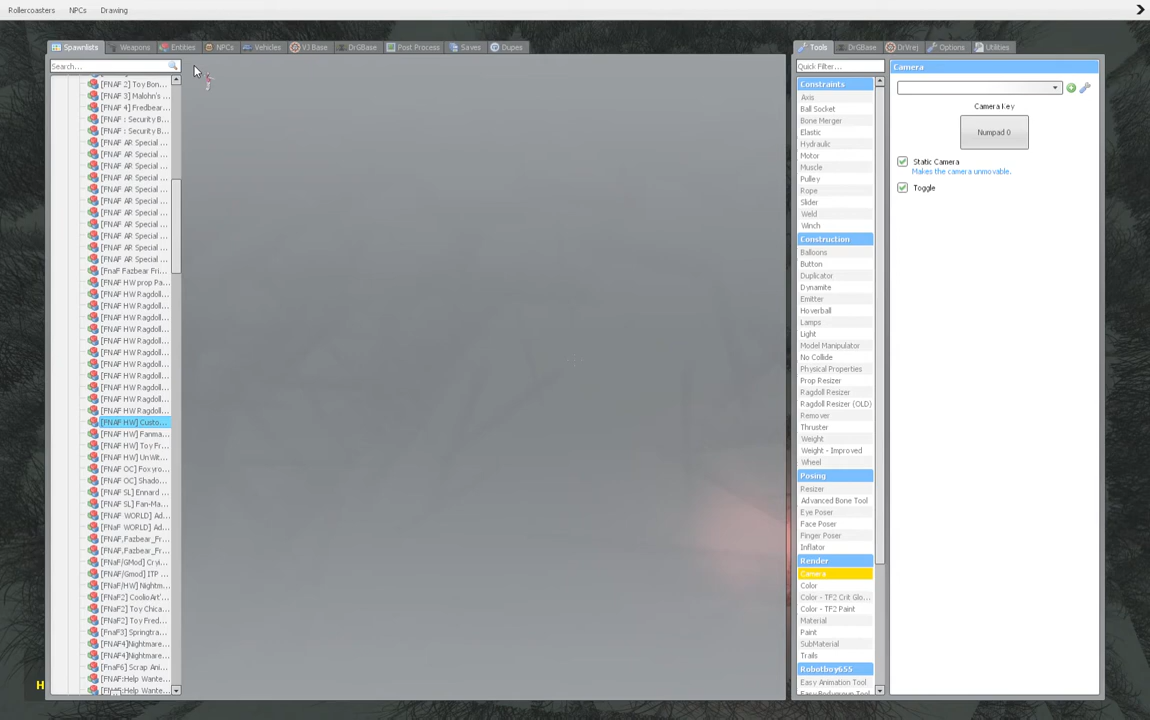 Rollercoasters NPCs Drawing
Spawnlists Weapons Entities NPCs Vehicles VJ Base DrGBase Post Process Saves Dupes
Search...
[FNAF 2] Toy Bon...
[FNAF 3] Malohn's ...
[FNAF 4] Fredbear...
[FNAF : Security B...
[FNAF : Security B...
[FNAF AR Special ...
[FNAF AR Special ...
[FNAF AR Special ...
[FNAF AR Special ...
[FNAF AR Special ...
[FNAF AR Special ...
[FNAF AR Special ...
[FNAF AR Special ...
[FNAF AR Special ...
[FNAF AR Special ...
[FNAF AR Special ...
[FnaF Fazbear Fri...
[FNAF HW prop Pa...
[FNAF HW Ragdoll...
[FNAF HW Ragdoll...
[FNAF HW Ragdoll...
[FNAF HW Ragdoll...
[FNAF HW Ragdoll...
[FNAF HW Ragdoll...
[FNAF HW Ragdoll...
[FNAF HW Ragdoll...
[FNAF HW Ragdoll...
[FNAF HW Ragdoll...
[FNAF HW Ragdoll...
[FNAF HW] Custo...
[FNAF HW] Fanma...
[FNAF HW] Toy Fr...
[FNAF HW] UnWit...
[FNAF OC] Foxyro...
[FNAF OC] Shado...
[FNAF SL] Ennard ...
[FNAF SL] Fan-Ma...
[FNAF WORLD] Ad...
[FNaF WORLD] Ad...
[FNAF,Fazbear_Fr...
[FNAF,Fazbear_Fr...
[FNaF/GMod] Cryi...
[FNAF/Gmod] ITP ...
[FNaF/HW] Nightm...
[FNaF2] CoolioArt'...
[FNaF2] Toy Chica...
[FNaF2] Toy Fred...
[FNaF3] Springtra...
[FNAF4]Nightmare...
[FNAF4]Nightmare...
[FnaF6] Scrap Ani...
[FNAF:Help Wante...
[FNAF:Help Wante...
H
Tools DrGBase DrVrej Options Utilities
Quick Filter...
Constraints
Axis
Ball Socket
Bone Merger
Elastic
Hydraulic
Motor
Muscle
Pulley
Rope
Slider
Weld
Winch
Construction
Balloons
Button
Duplicator
Dynamite
Emitter
Hoverball
Lamps
Light
Model Manipulator
No Collide
Physical Properties
Prop Resizer
Ragdoll Resizer
Ragdoll Resizer (OLD)
Remover
Thruster
Weight
Weight - Improved
Wheel
Posing
Resizer
Advanced Bone Tool
Eye Poser
Face Poser
Finger Poser
Inflator
Render
Camera
Color
Color - TF2 Crit Glo...
Color - TF2 Paint
Material
Paint
SubMaterial
Trails
Robotboy655
Easy Animation Tool
Easy Bodygroup Tool
Camera
Camera Key
Numpad 0
Static Camera
Makes the camera unmovable.
Toggle